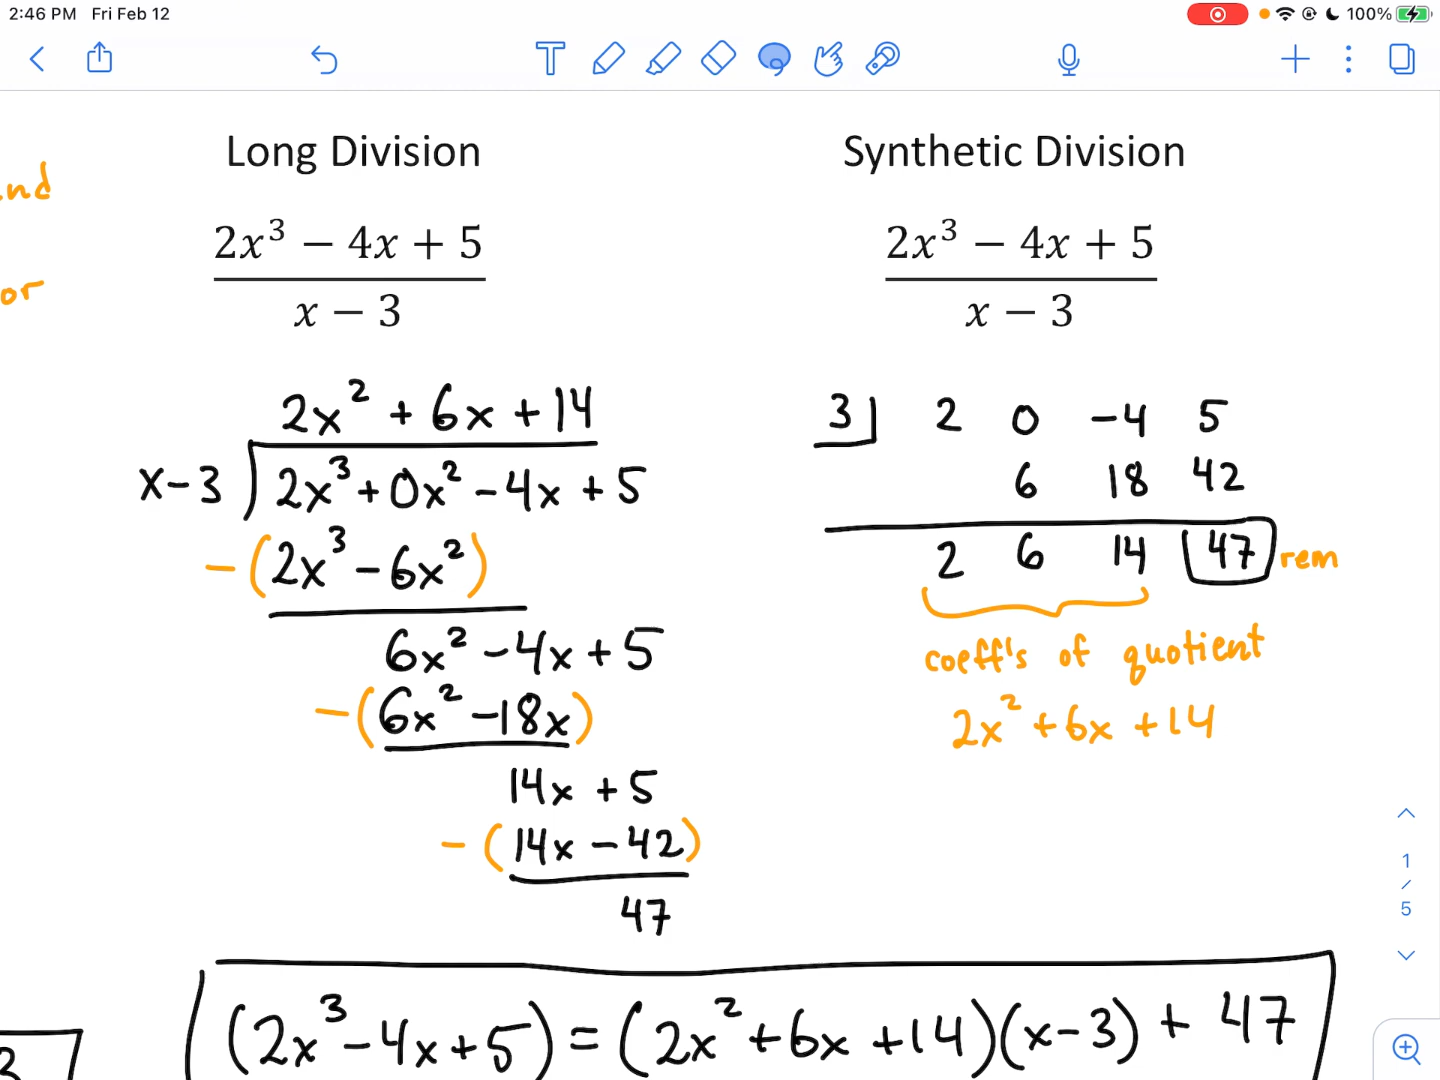 2:46 PM Fri Feb 12 100%
nd
or
Long Division
2x³ − 4x + 5
x − 3
2x² + 6x + 14
x-3 2x³ + 0x² - 4x + 5
-(2x³ - 6x²)
6x² - 4x + 5
-(6x² - 18x)
14x + 5
-(14x - 42)
47
Synthetic Division
2x³ − 4x + 5
x − 3
3 2 0 -4 5
6 18 42
2 6 14 47 rem
coeff's of quotient
2x² + 6x + 14
(2x³ - 4x + 5) = (2x² + 6x + 14)(x - 3) + 47
1
/
5